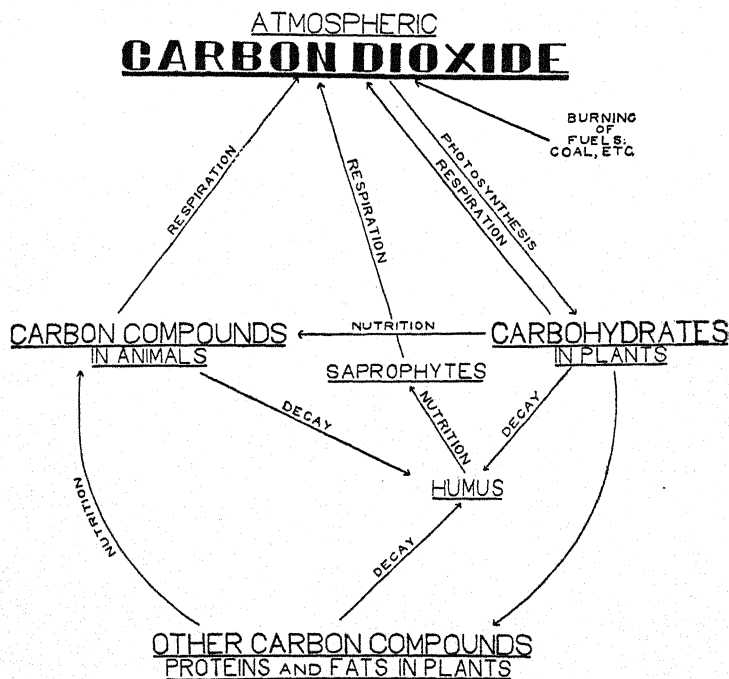 ATMOSPHERIC
CARBON DIOXIDE
BURNING
OF
FUELS:
COAL, ETC.
RESPIRATION
RESPIRATION
PHOTOSYNTHESIS
RESPIRATION
CARBON COMPOUNDS
IN ANIMALS
NUTRITION
CARBOHYDRATES
IN PLANTS
SAPROPHYTES
DECAY
NUTRITION
DECAY
HUMUS
NUTRITION
DECAY
OTHER CARBON COMPOUNDS
PROTEINS AND FATS IN PLANTS